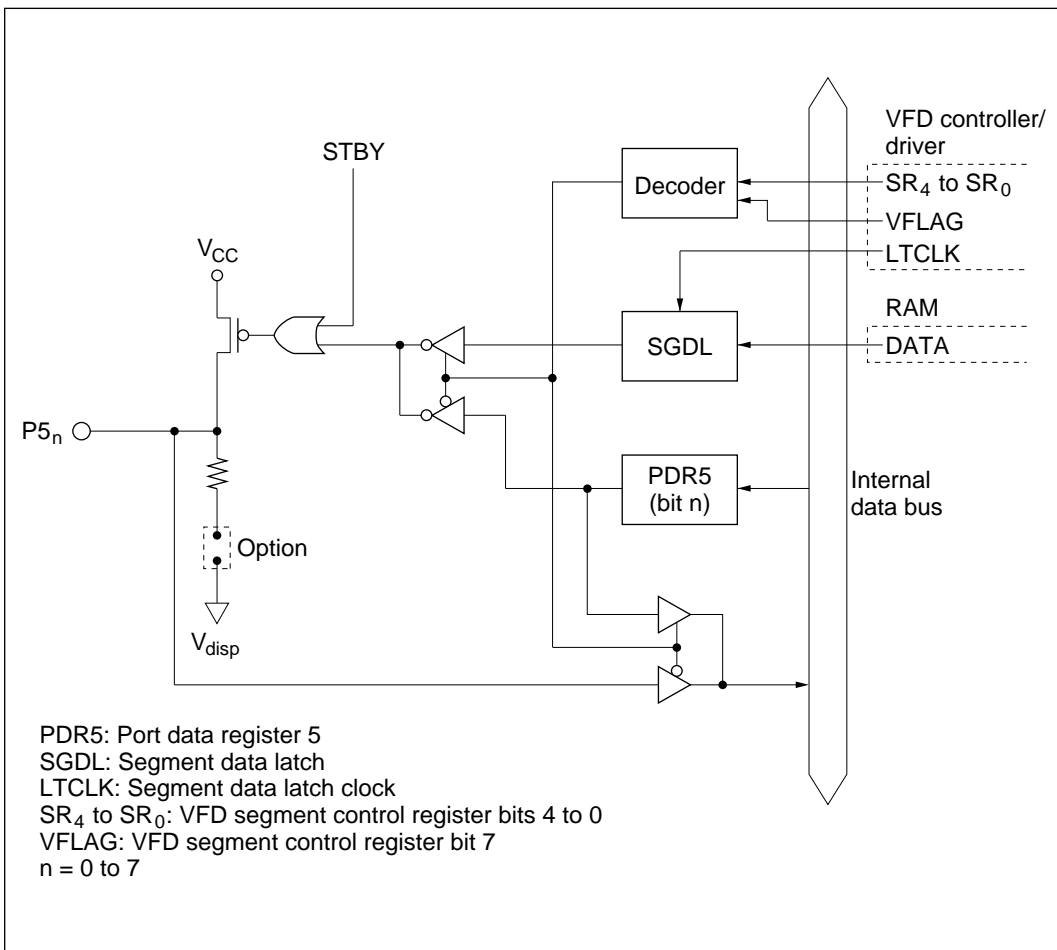 VFD controller/
driver
STBY
Decoder
SR4 to SR0
VFLAG
LTCLK
VCC
RAM
SGDL
DATA
P5n
PDR5
(bit n)
Internal
data bus
Option
Vdisp
PDR5: Port data register 5
SGDL: Segment data latch
LTCLK: Segment data latch clock
SR4 to SR0: VFD segment control register bits 4 to 0
VFLAG: VFD segment control register bit 7
n = 0 to 7